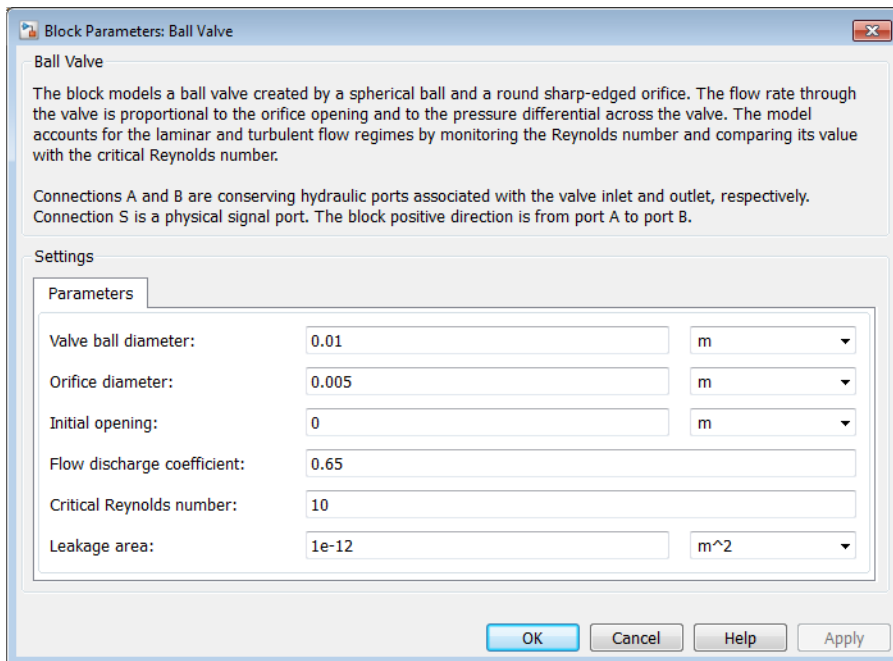 Block Parameters: Ball Valve
Ball Valve
The block models a ball valve created by a spherical ball and a round sharp-edged orifice. The flow rate through
the valve is proportional to the orifice opening and to the pressure differential across the valve. The model
accounts for the laminar and turbulent flow regimes by monitoring the Reynolds number and comparing its value
with the critical Reynolds number.
Connections A and B are conserving hydraulic ports associated with the valve inlet and outlet, respectively.
Connection S is a physical signal port. The block positive direction is from port A to port B.
Settings
Parameters
Valve ball diameter: 0.01 m
Orifice diameter: 0.005 m
Initial opening: 0 m
Flow discharge coefficient: 0.65
Critical Reynolds number: 10
Leakage area: 1e-12 m^2
OK Cancel Help Apply